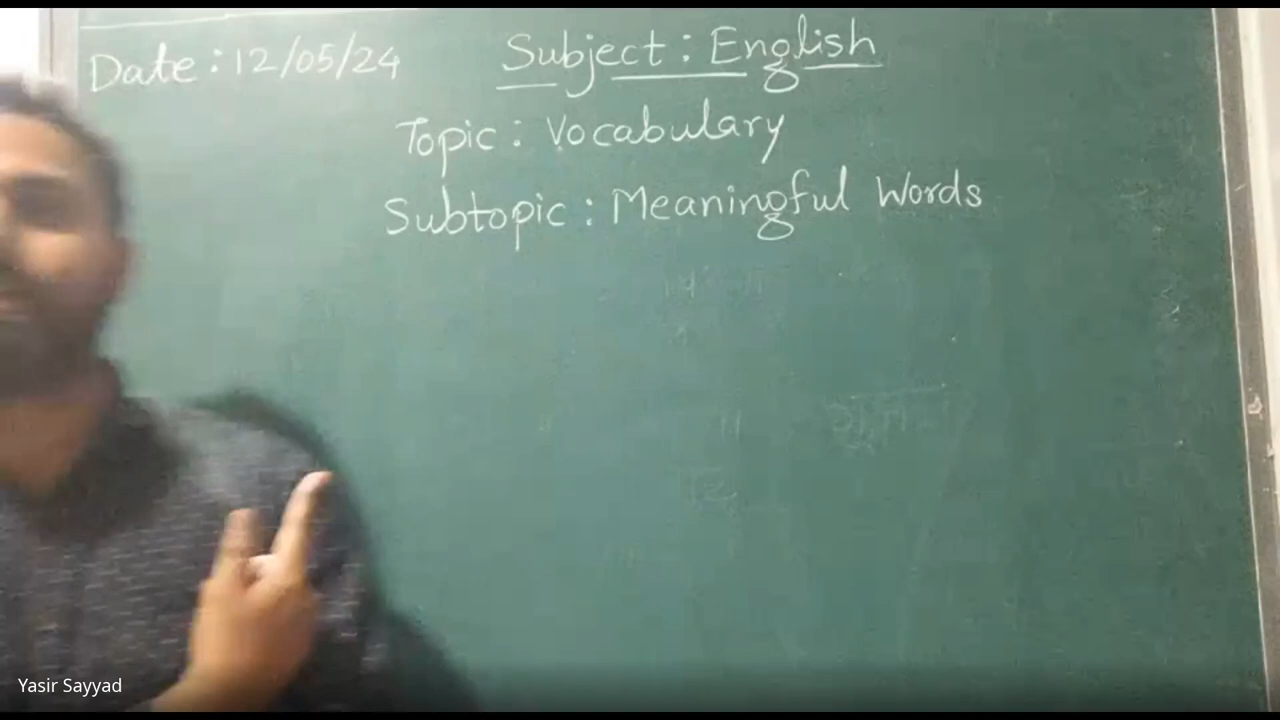 Date : 12/05/24 Subject : English
Topic : Vocabulary
Subtopic : Meaningful Words
Yasir Sayyad